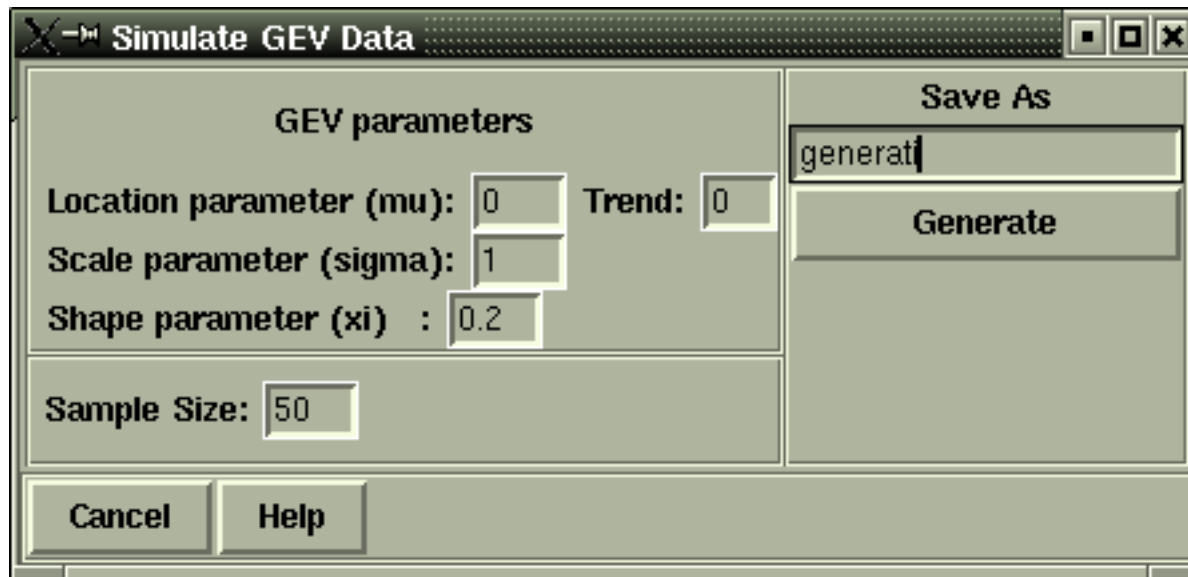 Simulate GEV Data
GEV parameters
Location parameter (mu): 0 Trend: 0
Scale parameter (sigma): 1
Shape parameter (xi) : 0.2
Sample Size: 50
Save As
generati
Generate
Cancel Help